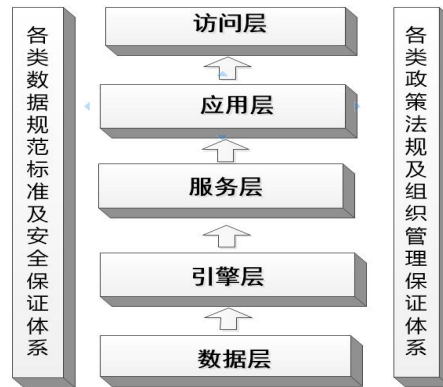 各类数据规范标准及安全保证体系
访问层
应用层
服务层
引擎层
数据层
各类政策法规及组织管理保证体系